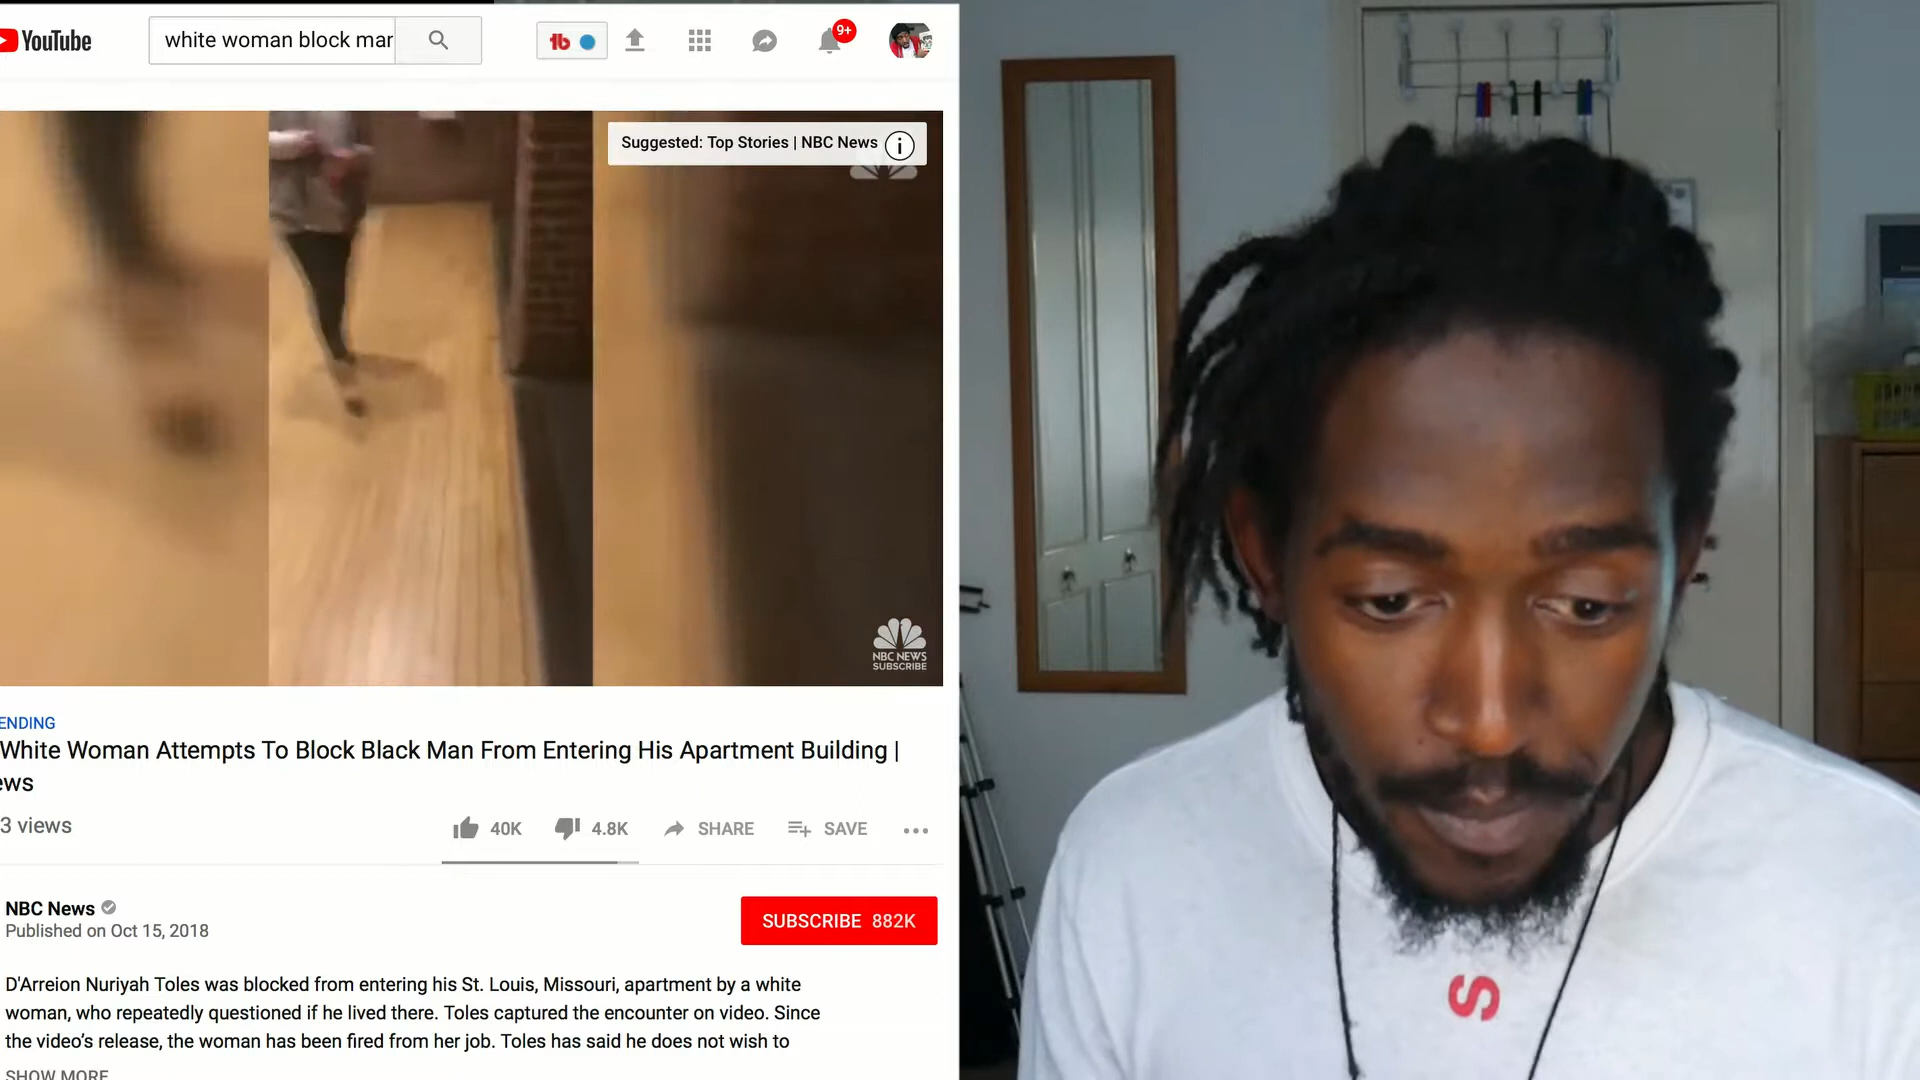 YouTube
white woman block mar
9+
Suggested: Top Stories | NBC News
NBC NEWS
SUBSCRIBE
ENDING
White Woman Attempts To Block Black Man From Entering His Apartment Building |
ews
3 views
40K
4.8K
SHARE
SAVE
NBC News
Published on Oct 15, 2018
SUBSCRIBE 882K
D'Arreion Nuriyah Toles was blocked from entering his St. Louis, Missouri, apartment by a white
woman, who repeatedly questioned if he lived there. Toles captured the encounter on video. Since
the video's release, the woman has been fired from her job. Toles has said he does not wish to
SHOW MORE
S